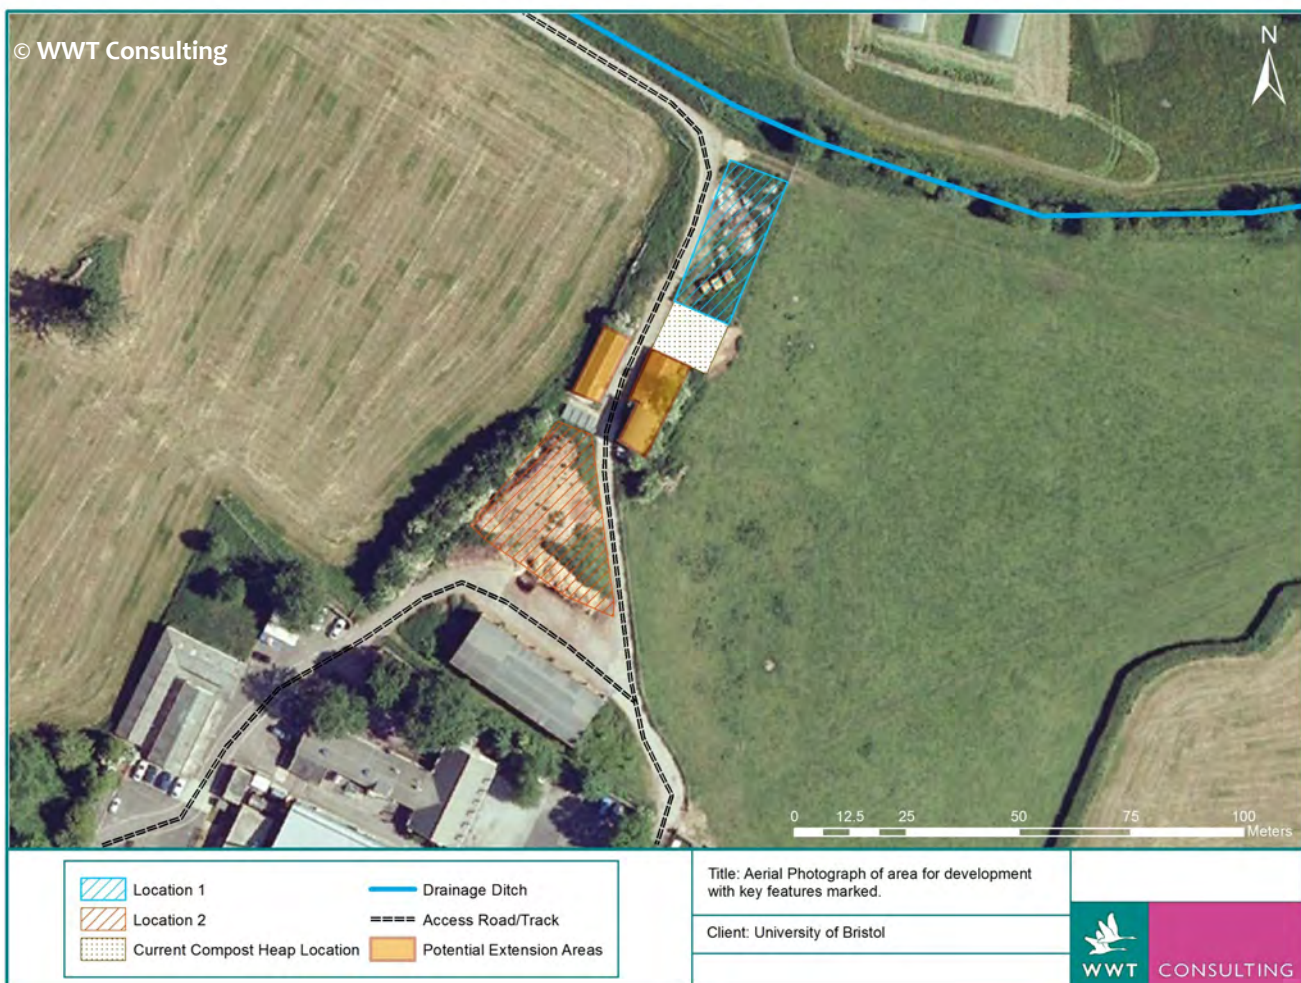 © WWT Consulting
N
0 12.5 25 50 75 100
Meters
Location 1
Location 2
Current Compost Heap Location
Drainage Ditch
Access Road/Track
Potential Extension Areas
Title: Aerial Photograph of area for development
with key features marked.
Client: University of Bristol
WWT CONSULTING